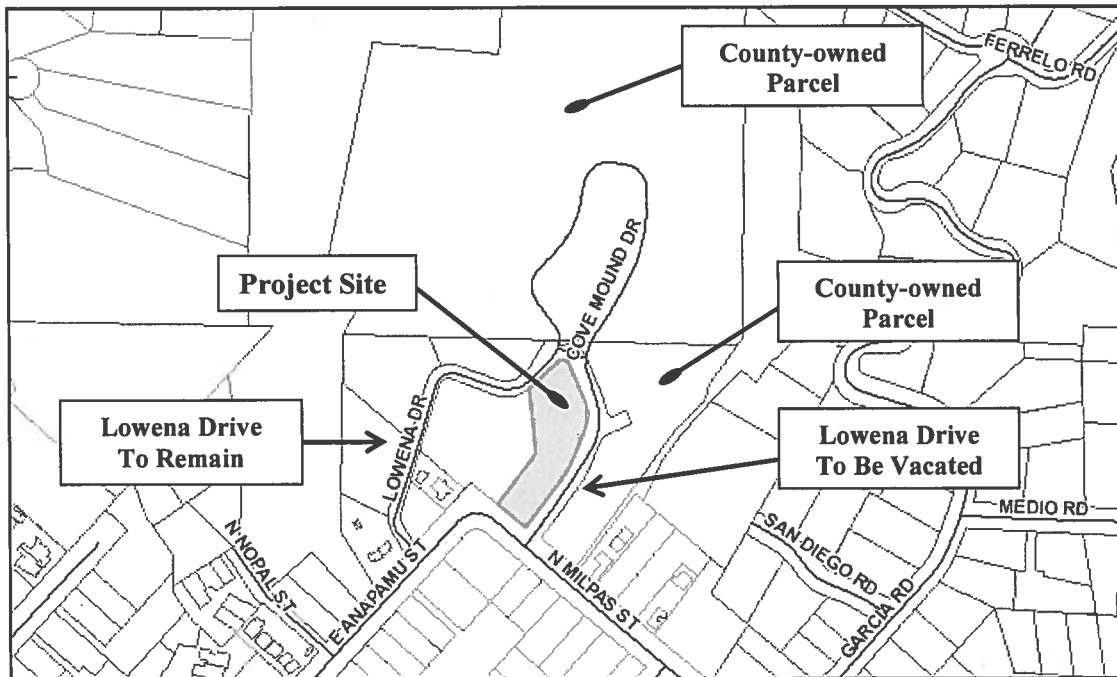 County-owned
Parcel
FERRELO RD
COVE MOUND DR
Project Site
County-owned
Parcel
Lowena Drive
To Remain
LOWENA DR
Lowena Drive
To Be Vacated
MEDIO RD
N NOPAL ST
E ANAPAMU ST
N MILPAS ST
SAN DIEGO RD
GARCIA RD